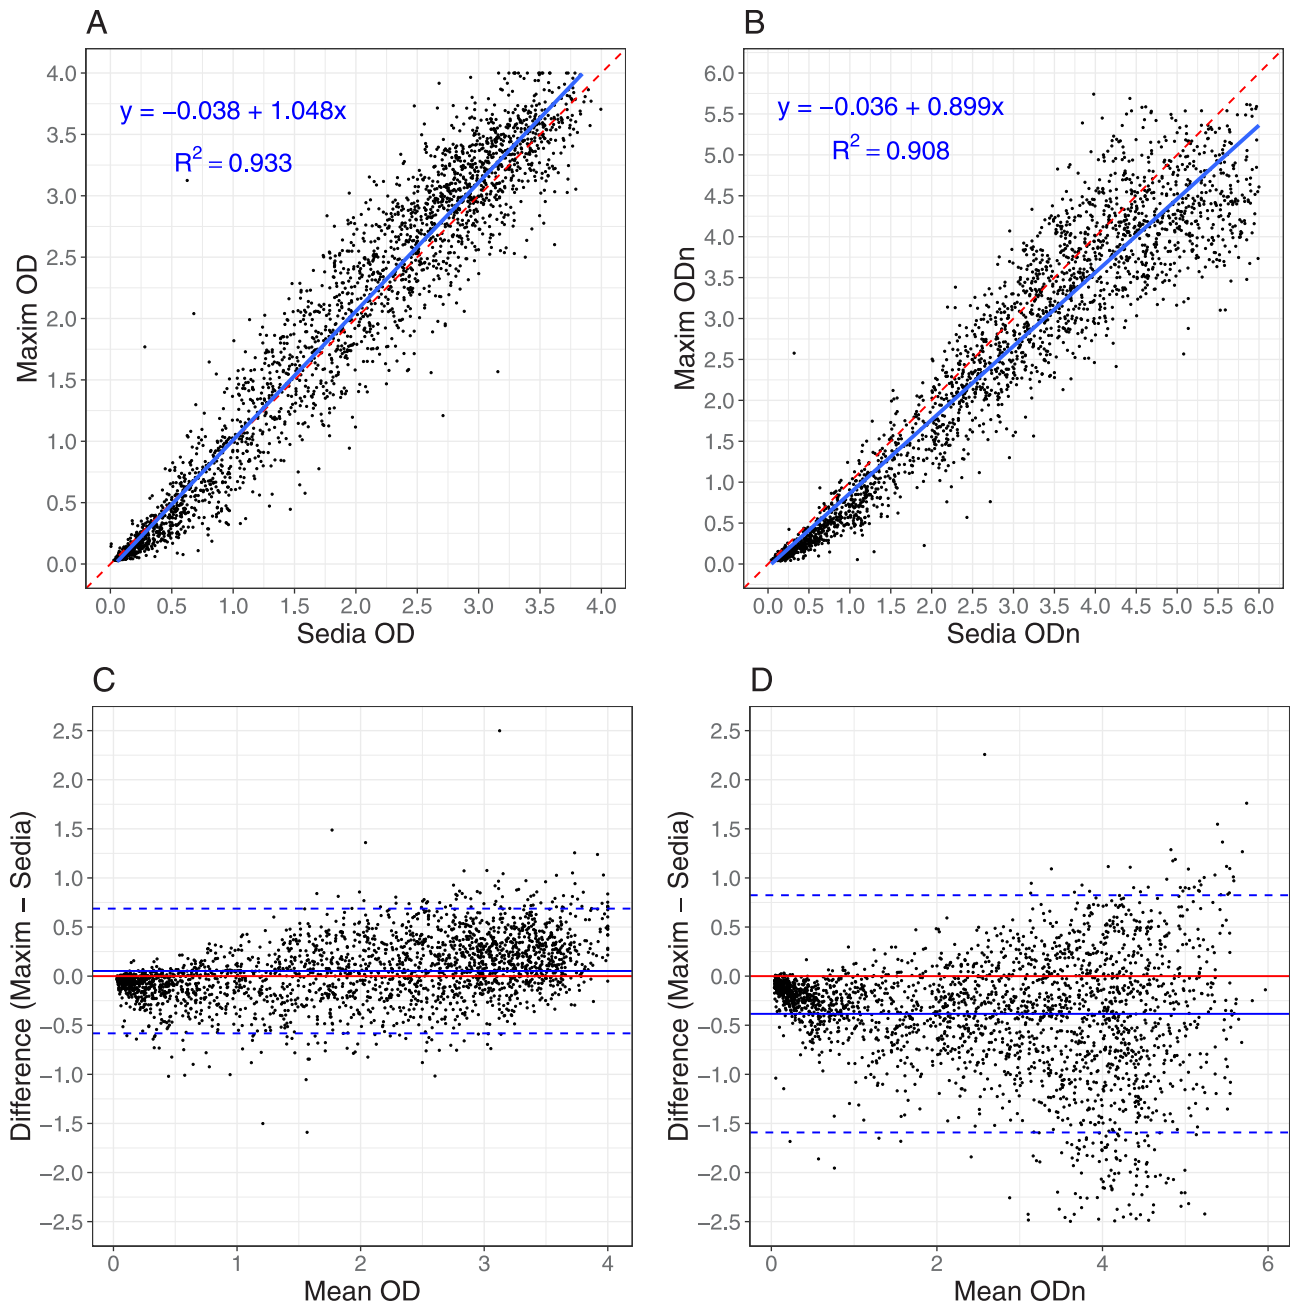 A
y = −0.038 + 1.048x
R² = 0.933
4.0
3.5
3.0
2.5
2.0
1.5
1.0
0.5
0.0
Maxim OD
0.0 0.5 1.0 1.5 2.0 2.5 3.0 3.5 4.0
Sedia OD
B
y = −0.036 + 0.899x
R² = 0.908
6.0
5.5
5.0
4.5
4.0
3.5
3.0
2.5
2.0
1.5
1.0
0.5
0.0
Maxim ODn
0.0 0.5 1.0 1.5 2.0 2.5 3.0 3.5 4.0 4.5 5.0 5.5 6.0
Sedia ODn
C
2.5
2.0
1.5
1.0
0.5
0.0
−0.5
−1.0
−1.5
−2.0
−2.5
Difference (Maxim − Sedia)
0 1 2 3 4
Mean OD
D
2.5
2.0
1.5
1.0
0.5
0.0
−0.5
−1.0
−1.5
−2.0
−2.5
Difference (Maxim − Sedia)
0 2 4 6
Mean ODn